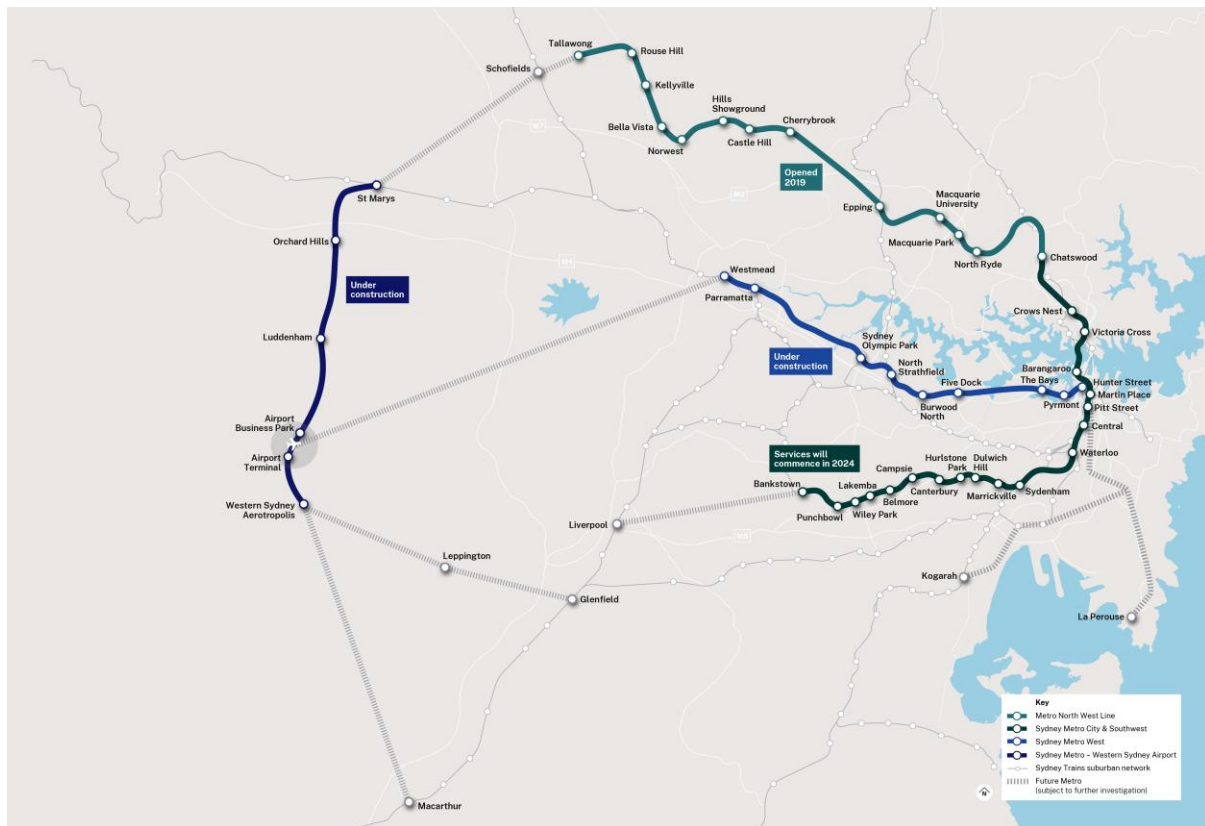 Tallawong
Rouse Hill
Schofields
Kellyville
Hills
Showground
Bella Vista
Cherrybrook
M7
Norwest
Castle Hill
Opened
2019
M2
St Marys
Macquarie
University
Epping
Orchard Hills
Macquarie Park
North Ryde
Chatswood
M4
Westmead
Under
construction
Parramatta
Crows Nest
Luddenham
Victoria Cross
Sydney
Olympic Park
Under
construction
North
Strathfield
Barangaroo
Five Dock
The Bays
Hunter Street
Martin Place
Burwood
North
Pyrmont
Pitt Street
Airport
Business Park
Central
Airport
Terminal
Services will
commence in 2024
Waterloo
Hurlstone
Park
Dulwich
Hill
Campsie
Bankstown
Lakemba
Canterbury
Belmore
Marrickville
Sydenham
Western Sydney
Aerotropolis
Punchbowl
Wiley Park
Liverpool
M5
Leppington
Kogarah
Glenfield
La Perouse
Key
Metro North West Line
Sydney Metro City & Southwest
Sydney Metro West
Sydney Metro – Western Sydney Airport
Sydney Trains suburban network
Future Metro
(subject to further investigation)
N
Macarthur